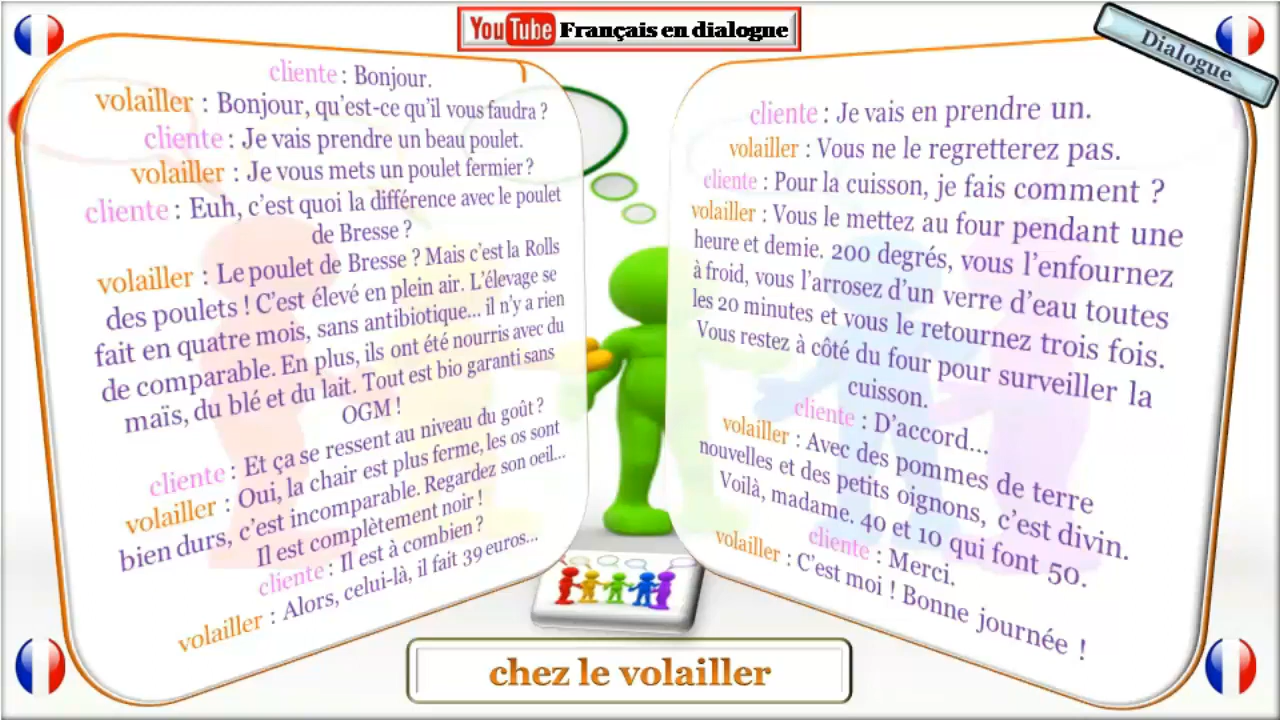 YouTube Français en dialogue
Dialogue
cliente : Bonjour.
volailler : Bonjour, qu'est-ce qu'il vous faudra ?
cliente : Je vais prendre un beau poulet.
volailler : Je vous mets un poulet fermier ?
cliente : Euh, c'est quoi la différence avec le poulet
de Bresse ?
volailler : Le poulet de Bresse ? Mais c'est la Rolls
des poulets ! C'est élevé en plein air. L'élevage se
fait en quatre mois, sans antibiotique... il n'y a rien
de comparable. En plus, ils ont été nourris avec du
maïs, du blé et du lait. Tout est bio garanti sans
OGM !
cliente : Et ça se ressent au niveau du goût ?
volailler : Oui, la chair est plus ferme, les os sont
bien durs, c'est incomparable. Regardez son oeil...
Il est complètement noir !
cliente : Il est à combien ?
volailler : Alors, celui-là, il fait 39 euros...
cliente : Je vais en prendre un.
volailler : Vous ne le regretterez pas.
cliente : Pour la cuisson, je fais comment ?
volailler : Vous le mettez au four pendant une
heure et demie. 200 degrés, vous l'enfournez
à froid, vous l'arrosez d'un verre d'eau toutes
les 20 minutes et vous le retournez trois fois.
Vous restez à côté du four pour surveiller la
cuisson.
cliente : D'accord...
volailler : Avec des pommes de terre
nouvelles et des petits oignons, c'est divin.
Voilà, madame. 40 et 10 qui font 50.
cliente : Merci.
volailler : C'est moi ! Bonne journée !
chez le volailler